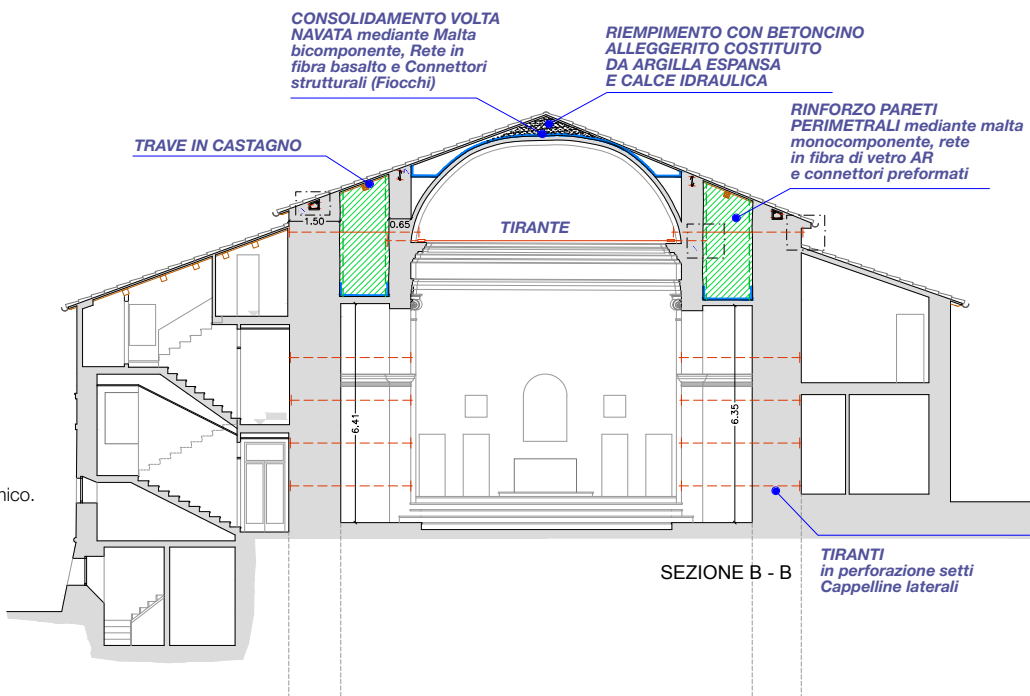 CONSOLIDAMENTO VOLTA
NAVATA mediante Malta
bicomponente, Rete in
fibra basalto e Connettori
strutturali (Fiocchi)
RIEMPIMENTO CON BETONCINO
ALLEGGERITO COSTITUITO
DA ARGILLA ESPANSA
E CALCE IDRAULICA
RINFORZO PARETI
PERIMETRALI mediante malta
monocomponente, rete
in fibra di vetro AR
e connettori preformati
TRAVE IN CASTAGNO
1.50
0.65
TIRANTE
6.41
6.35
nico.
TIRANTI
in perforazione setti
Cappelline laterali
SEZIONE B - B